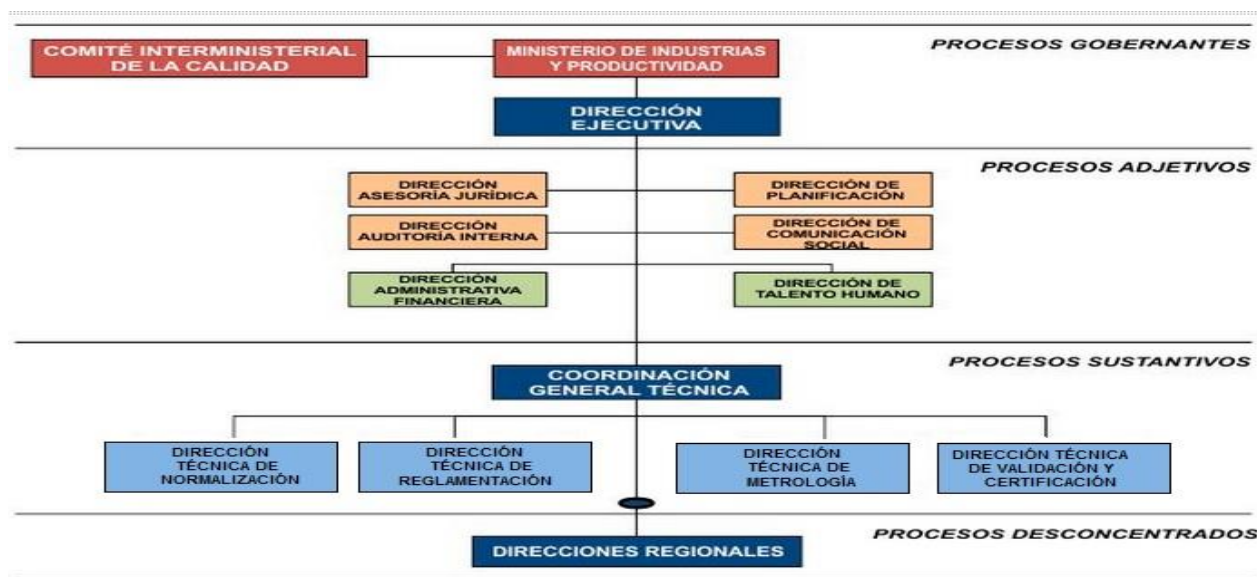 PROCESOS GOBERNANTES
COMITÉ INTERMINISTERIAL
DE LA CALIDAD
MINISTERIO DE INDUSTRIAS
Y PRODUCTIVIDAD
DIRECCIÓN
EJECUTIVA
PROCESOS ADJETIVOS
DIRECCIÓN
ASESORÍA JURÍDICA
DIRECCIÓN DE
PLANIFICACIÓN
DIRECCIÓN
AUDITORÍA INTERNA
DIRECCIÓN DE
COMUNICACIÓN
SOCIAL
DIRECCIÓN
ADMINISTRATIVA
FINANCIERA
DIRECCIÓN DE
TALENTO HUMANO
PROCESOS SUSTANTIVOS
COORDINACIÓN
GENERAL TÉCNICA
DIRECCIÓN
TÉCNICA DE
NORMALIZACIÓN
DIRECCIÓN
TÉCNICA DE
REGLAMENTACIÓN
DIRECCIÓN
TÉCNICA DE
METROLOGÌA
DIRECCIÓN TÉCNICA
DE VALIDACIÓN Y
CERTIFICACIÓN
PROCESOS DESCONCENTRADOS
DIRECCIONES REGIONALES